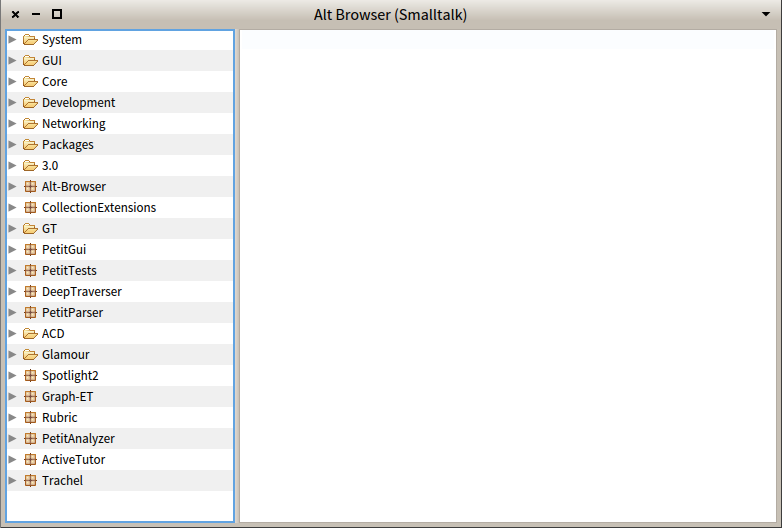 Alt Browser (Smalltalk)
System
GUI
Core
Development
Networking
Packages
3.0
Alt-Browser
CollectionExtensions
GT
PetitGui
PetitTests
DeepTraverser
PetitParser
ACD
Glamour
Spotlight2
Graph-ET
Rubric
PetitAnalyzer
ActiveTutor
Trachel